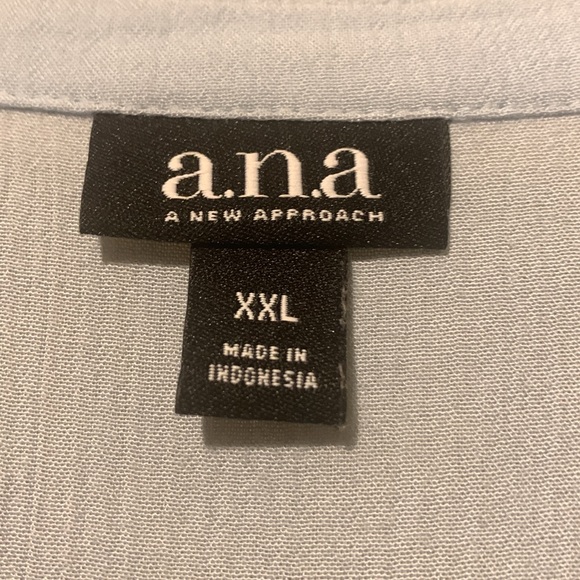 a.n.a
A NEW APPROACH
XXL
MADE IN
INDONESIA